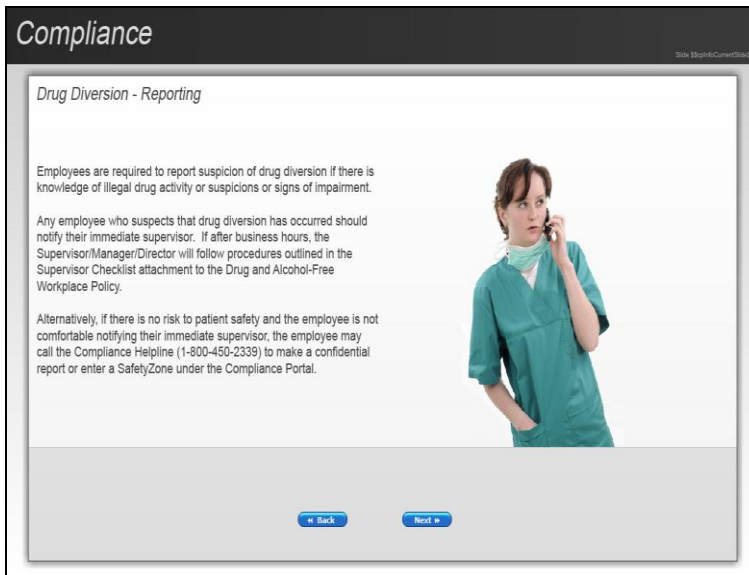 Compliance
Slide $$cpInfoCurrentSlide$
Drug Diversion - Reporting
Employees are required to report suspicion of drug diversion if there is
knowledge of illegal drug activity or suspicions or signs of impairment.
Any employee who suspects that drug diversion has occurred should
notify their immediate supervisor.  If after business hours, the
Supervisor/Manager/Director will follow procedures outlined in the
Supervisor Checklist attachment to the Drug and Alcohol-Free
Workplace Policy.
Alternatively, if there is no risk to patient safety and the employee is not
comfortable notifying their immediate supervisor, the employee may
call the Compliance Helpline (1-800-450-2339) to make a confidential
report or enter a SafetyZone under the Compliance Portal.
Back
Next